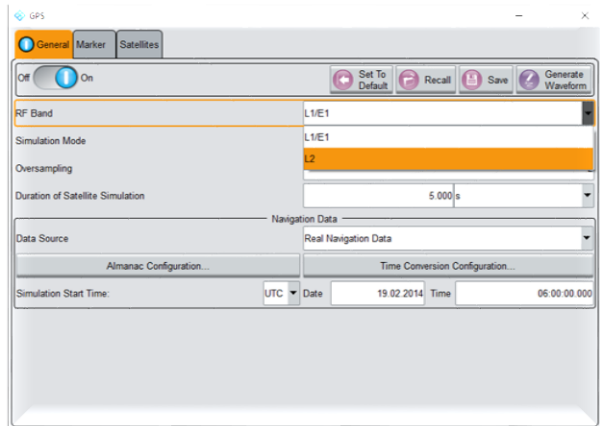 GPS
General Marker Satellites
Off On Set To Default Recall Save Generate Waveform
RF Band L1/E1
Simulation Mode L1/E1
L2
Oversampling
Duration of Satellite Simulation 5.000 s
Navigation Data
Data Source Real Navigation Data
Almanac Configuration... Time Conversion Configuration...
Simulation Start Time: UTC Date 19.02.2014 Time 06:00:00.000